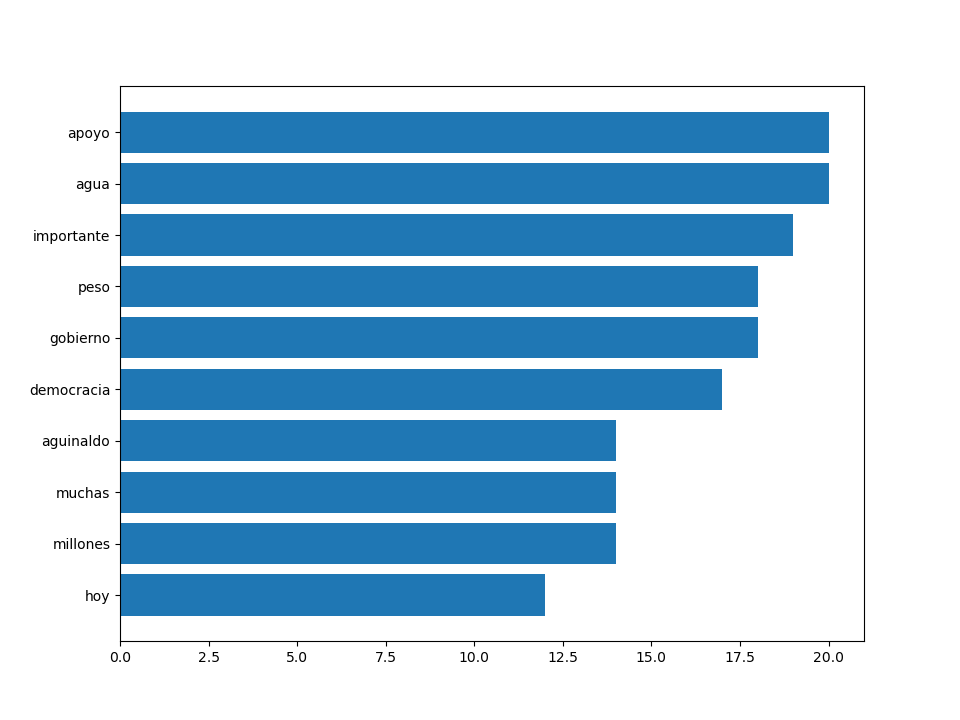 apoyo
agua
importante
peso
gobierno
democracia
aguinaldo
muchas
millones
hoy
0.0 2.5 5.0 7.5 10.0 12.5 15.0 17.5 20.0